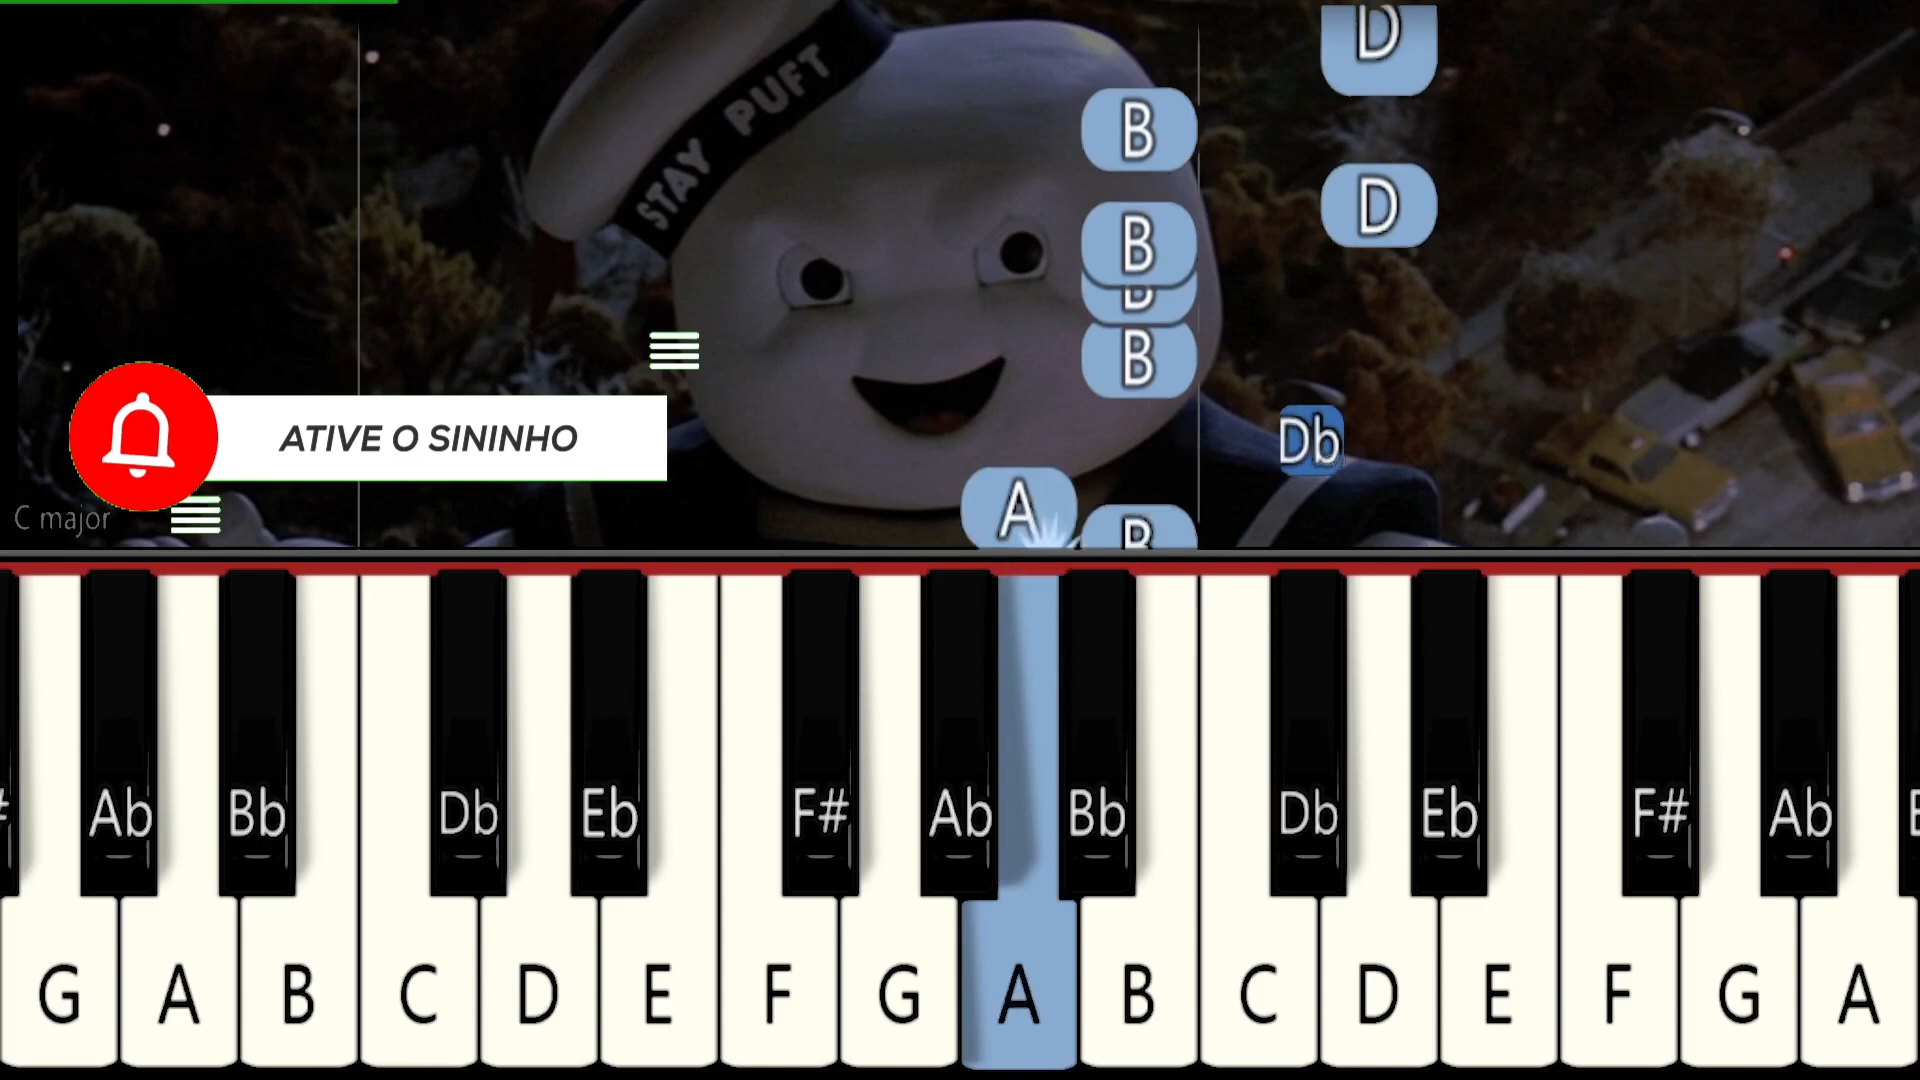 D
STAY PUFT
B
D
B
B
B
Db
ATIVE O SININHO
A
C major
B
Ab Bb Db Eb F# Ab Bb Db Eb F# Ab
G A B C D E F G A B C D E F G A